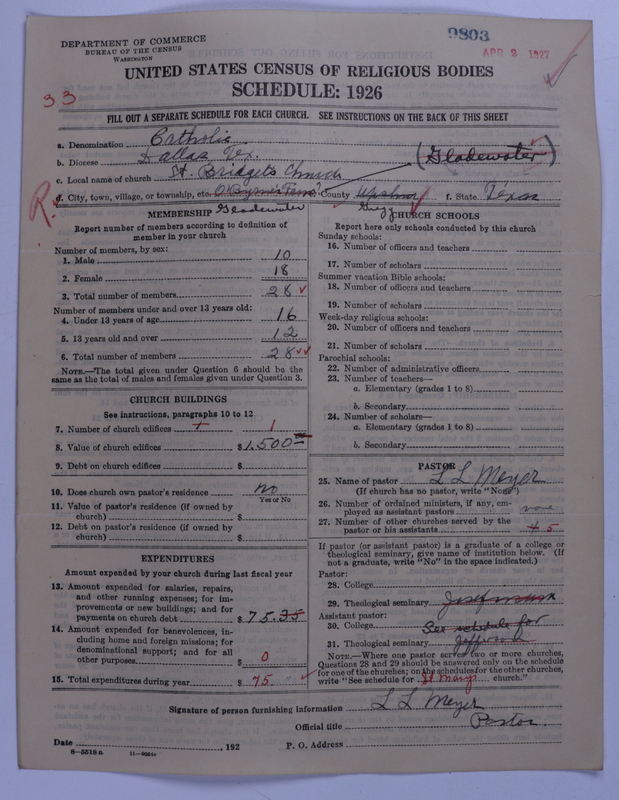 9803
APR 2 1927
DEPARTMENT OF COMMERCE
BUREAU OF THE CENSUS
WASHINGTON
UNITED STATES CENSUS OF RELIGIOUS BODIES
SCHEDULE: 1926
33
FILL OUT A SEPARATE SCHEDULE FOR EACH CHURCH. SEE INSTRUCTIONS ON THE BACK OF THIS SHEET
a. Denomination Catholic
b. Diocese Dallas Tex. (Gladewater)
c. Local name of church St. Bridgets Church
R. d. City, town, village, or township, etc. County Upshur f. State Texas
Gladewater Gregg
MEMBERSHIP
Report number of members according to definition of
member in your church
Number of members, by sex:
1. Male 10
2. Female 18
3. Total number of members 28
Number of members under and over 13 years old:
4. Under 13 years of age 16
5. 13 years old and over 12
6. Total number of members 28
NOTE.—The total given under Question 6 should be
same as the total of males and females given under Question 3.
CHURCH BUILDINGS
See instructions, paragraphs 10 to 12
7. Number of church edifices 1
8. Value of church edifices $1,500
9. Debt on church edifices $
10. Does church own pastor's residence No
Yes or No
11. Value of pastor's residence (if owned by
church) $
12. Debt on pastor's residence (if owned by
church) $
EXPENDITURES
Amount expended by your church during last fiscal year
13. Amount expended for salaries, repairs,
and other running expenses; for im-
provements or new buildings; and for
payments on church debt $ 75.35
14. Amount expended for benevolences, in-
cluding home and foreign missions; for
denominational support; and for all
other purposes $ 0
15. Total expenditures during year $ 75.
CHURCH SCHOOLS
Report here only schools conducted by this church
Sunday schools:
16. Number of officers and teachers
17. Number of scholars
Summer vacation Bible schools:
18. Number of officers and teachers
19. Number of scholars
Week-day religious schools:
20. Number of officers and teachers
21. Number of scholars
Parochial schools:
22. Number of administrative officers
23. Number of teachers—
a. Elementary (grades 1 to 8)
b. Secondary
24. Number of scholars—
a. Elementary (grades 1 to 8)
b. Secondary
PASTOR
25. Name of pastor L L Meyer
(If church has no pastor, write "None")
26. Number of ordained ministers, if any, em-
ployed as assistant pastors none
27. Number of other churches served by the
pastor or his assistants 4 5
If pastor (or assistant pastor) is a graduate of a college or
theological seminary, give name of institution below. (If
not a graduate, write "No" in the space indicated.)
Pastor:
28. College
29. Theological seminary
Assistant pastor:
30. College See schedule for
31. Theological seminary Jefferson
NOTE.—Where one pastor serves two or more churches,
Questions 28 and 29 should be answered only on the schedule
for one of the churches; on the schedules for the other churches,
write "See schedule for St Marys church."
Signature of person furnishing information L L Meyer
Official title Pastor.
Date , 192 P. O. Address
8—5519 a